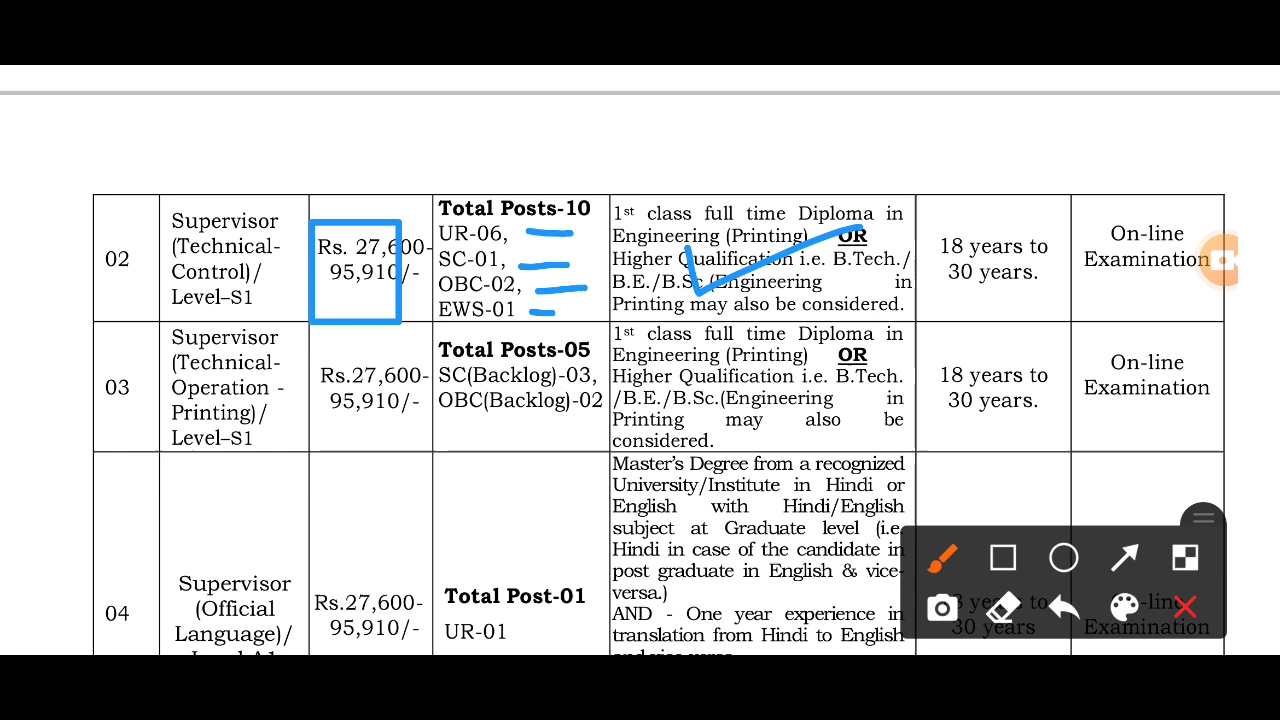 02
Supervisor
(Technical-
Control)/
Level–S1
Rs. 27,600-
95,910/-
Total Posts-10
UR-06,
SC-01,
OBC-02,
EWS-01
1st class full time Diploma in
Engineering (Printing) OR
Higher Qualification i.e. B.Tech./
B.E./B.Sc.(Engineering in
Printing may also be considered.
18 years to
30 years.
On-line
Examination
03
Supervisor
(Technical-
Operation -
Printing)/
Level–S1
Rs.27,600-
95,910/-
Total Posts-05
SC(Backlog)-03,
OBC(Backlog)-02
1st class full time Diploma in
Engineering (Printing) OR
Higher Qualification i.e. B.Tech.
/B.E./B.Sc.(Engineering in
Printing may also be
considered.
18 years to
30 years.
On-line
Examination
04
Supervisor
(Official
Language)/
Rs.27,600-
95,910/-
Total Post-01
UR-01
Master's Degree from a recognized
University/Institute in Hindi or
English with Hindi/English
subject at Graduate level (i.e.
Hindi in case of the candidate in
post graduate in English & vice-
versa.)
AND - One year experience in
translation from Hindi to English
years to
30 years
Examination